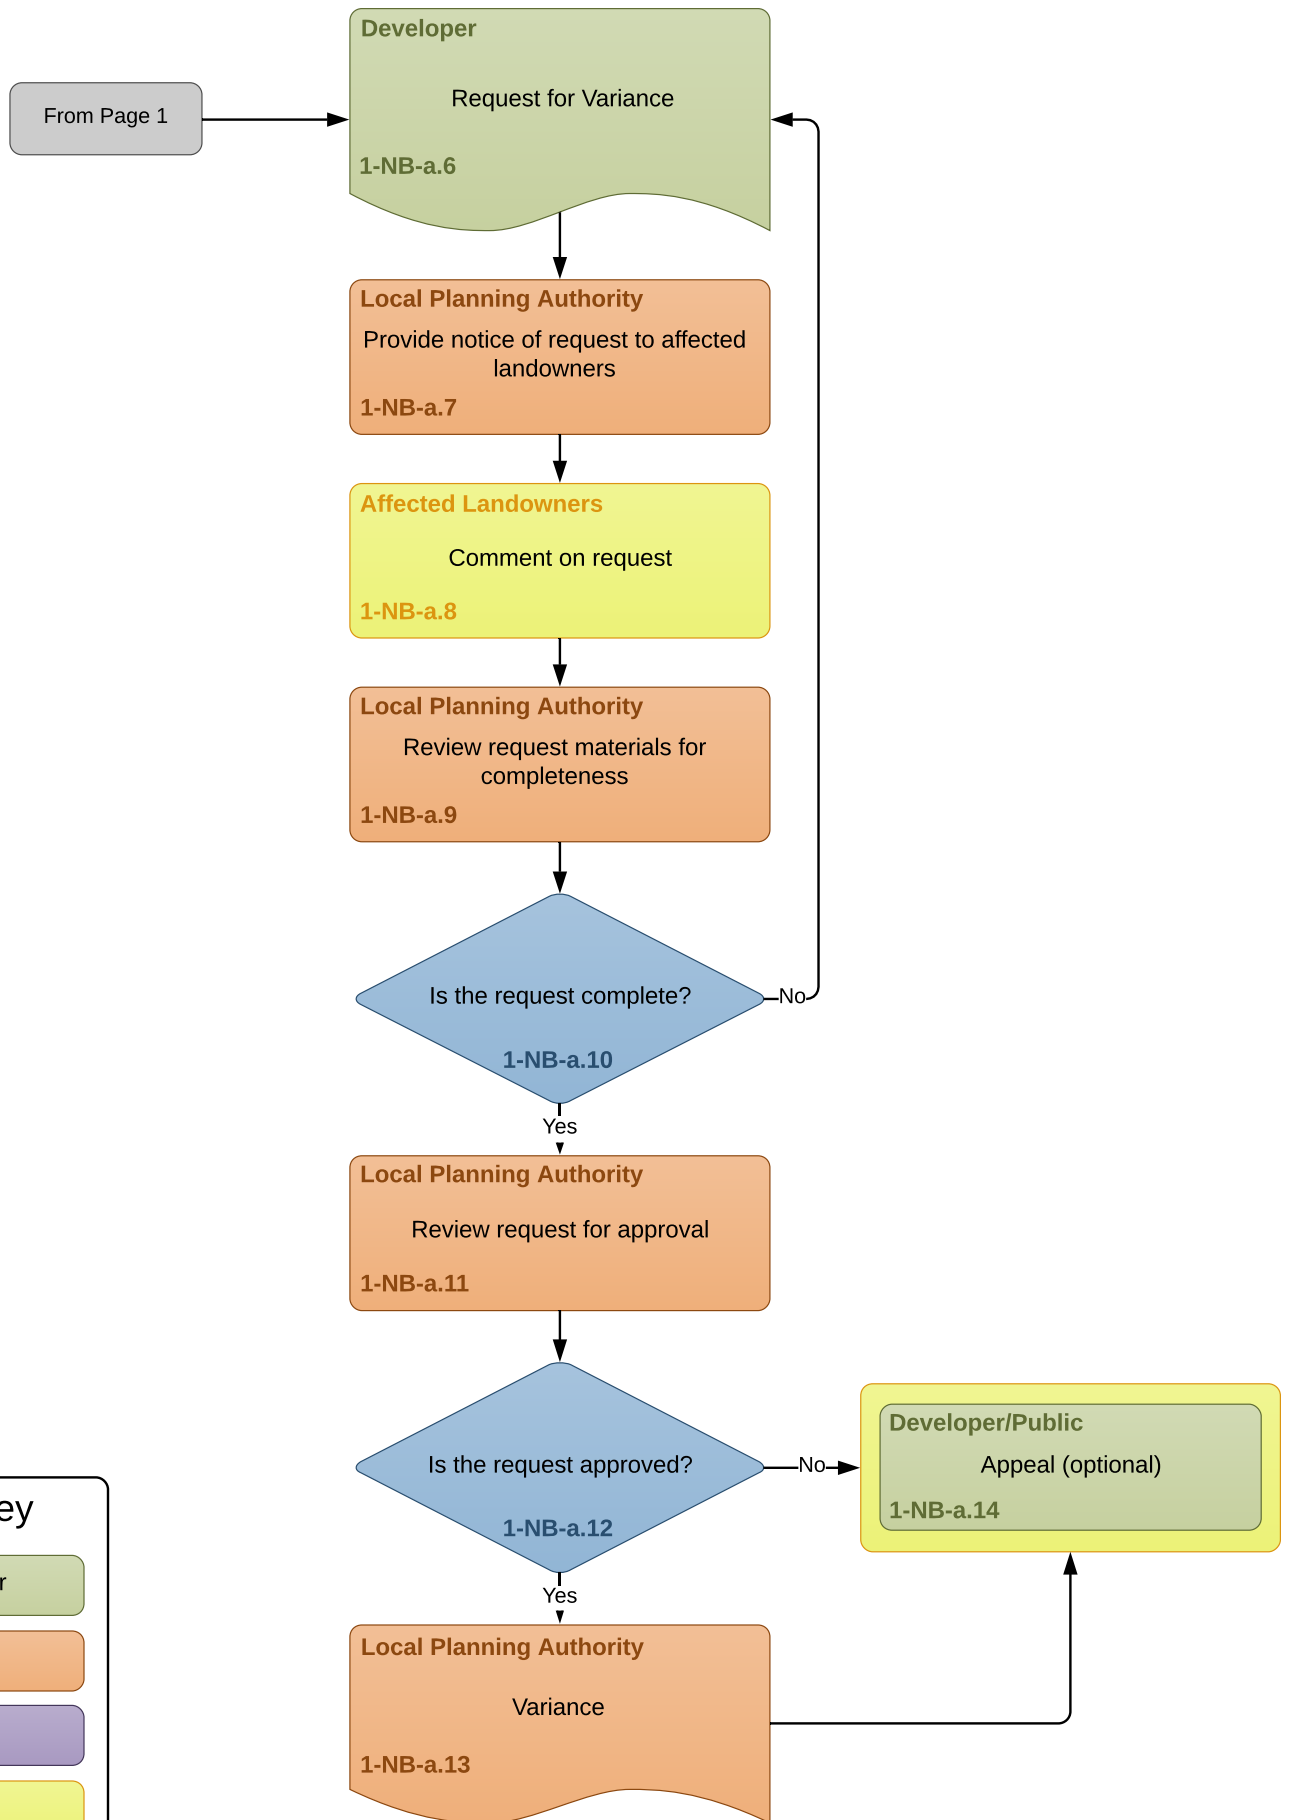 Developer
Request for Variance
From Page 1
1-NB-a.6
Local Planning Authority
Provide notice of request to affected
landowners
1-NB-a.7
Affected Landowners
Comment on request
1-NB-a.8
Local Planning Authority
Review request materials for
completeness
1-NB-a.9
Is the request complete?
No
1-NB-a.10
Yes
Local Planning Authority
Review request for approval
1-NB-a.11
Is the request approved?
No
1-NB-a.12
Developer/Public
Appeal (optional)
1-NB-a.14
Yes
Local Planning Authority
Variance
1-NB-a.13
ey
r